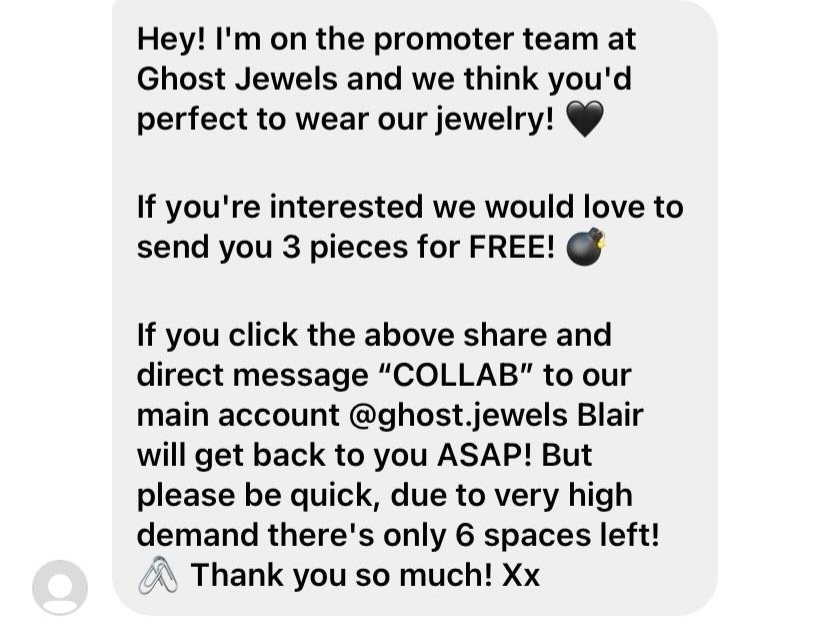 Hey! I'm on the promoter team at
Ghost Jewels and we think you'd
perfect to wear our jewelry! 🖤
If you're interested we would love to
send you 3 pieces for FREE! 💣
If you click the above share and
direct message “COLLAB” to our
main account @ghost.jewels Blair
will get back to you ASAP! But
please be quick, due to very high
demand there's only 6 spaces left!
🖇 Thank you so much! Xx